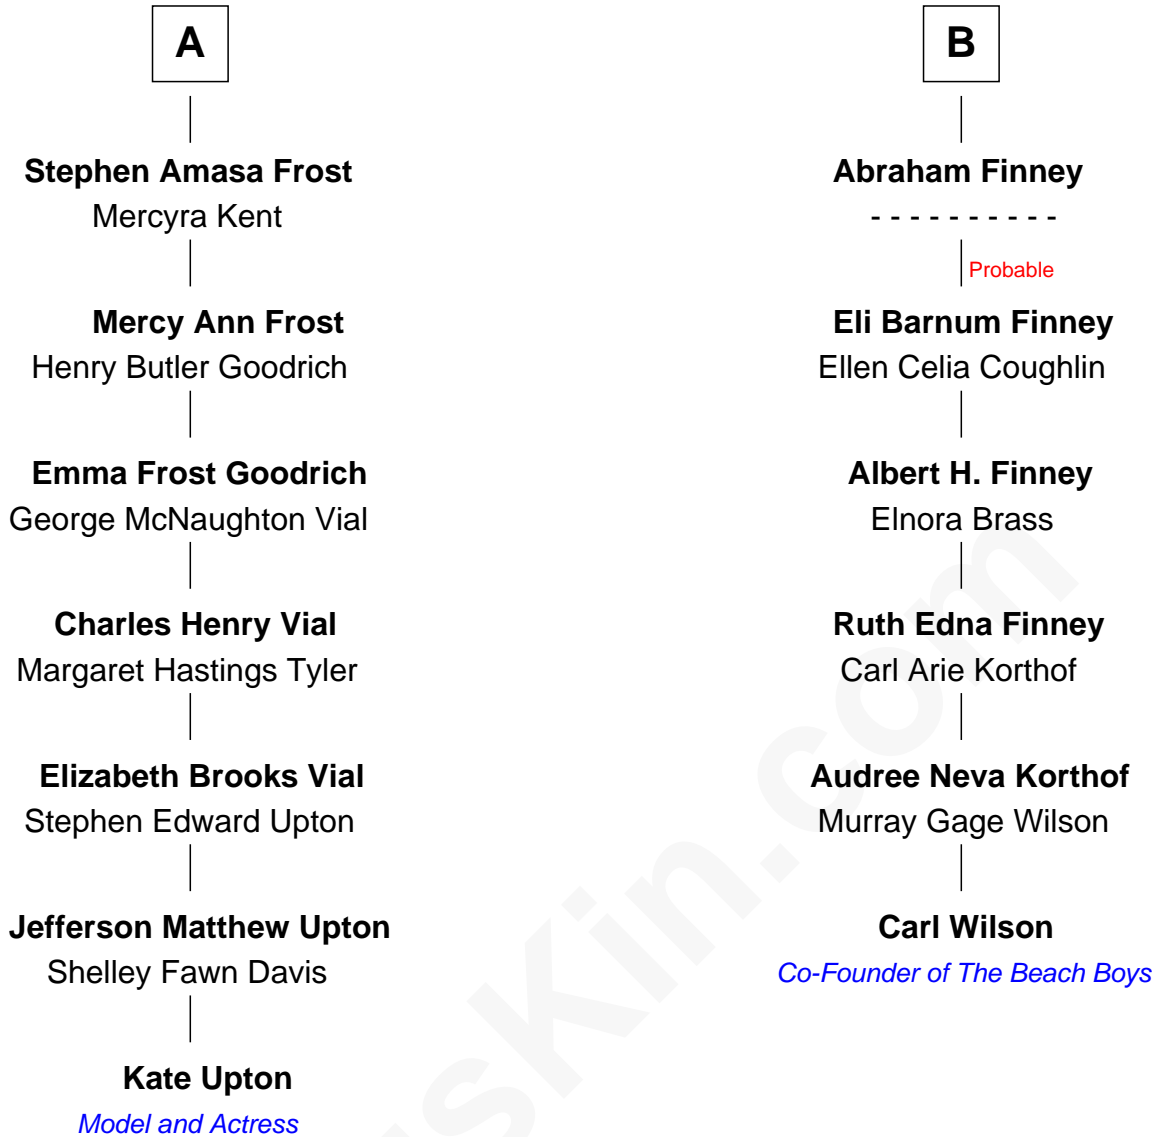 A
Stephen Amasa Frost
Mercyra Kent
Mercy Ann Frost
Henry Butler Goodrich
Emma Frost Goodrich
George McNaughton Vial
Charles Henry Vial
Margaret Hastings Tyler
Elizabeth Brooks Vial
Stephen Edward Upton
Jefferson Matthew Upton
Shelley Fawn Davis
Kate Upton
Model and Actress
B
Abraham Finney
- - - - - - - - - -
Probable
Eli Barnum Finney
Ellen Celia Coughlin
Albert H. Finney
Elnora Brass
Ruth Edna Finney
Carl Arie Korthof
Audree Neva Korthof
Murray Gage Wilson
Carl Wilson
Co-Founder of The Beach Boys
sKin.com